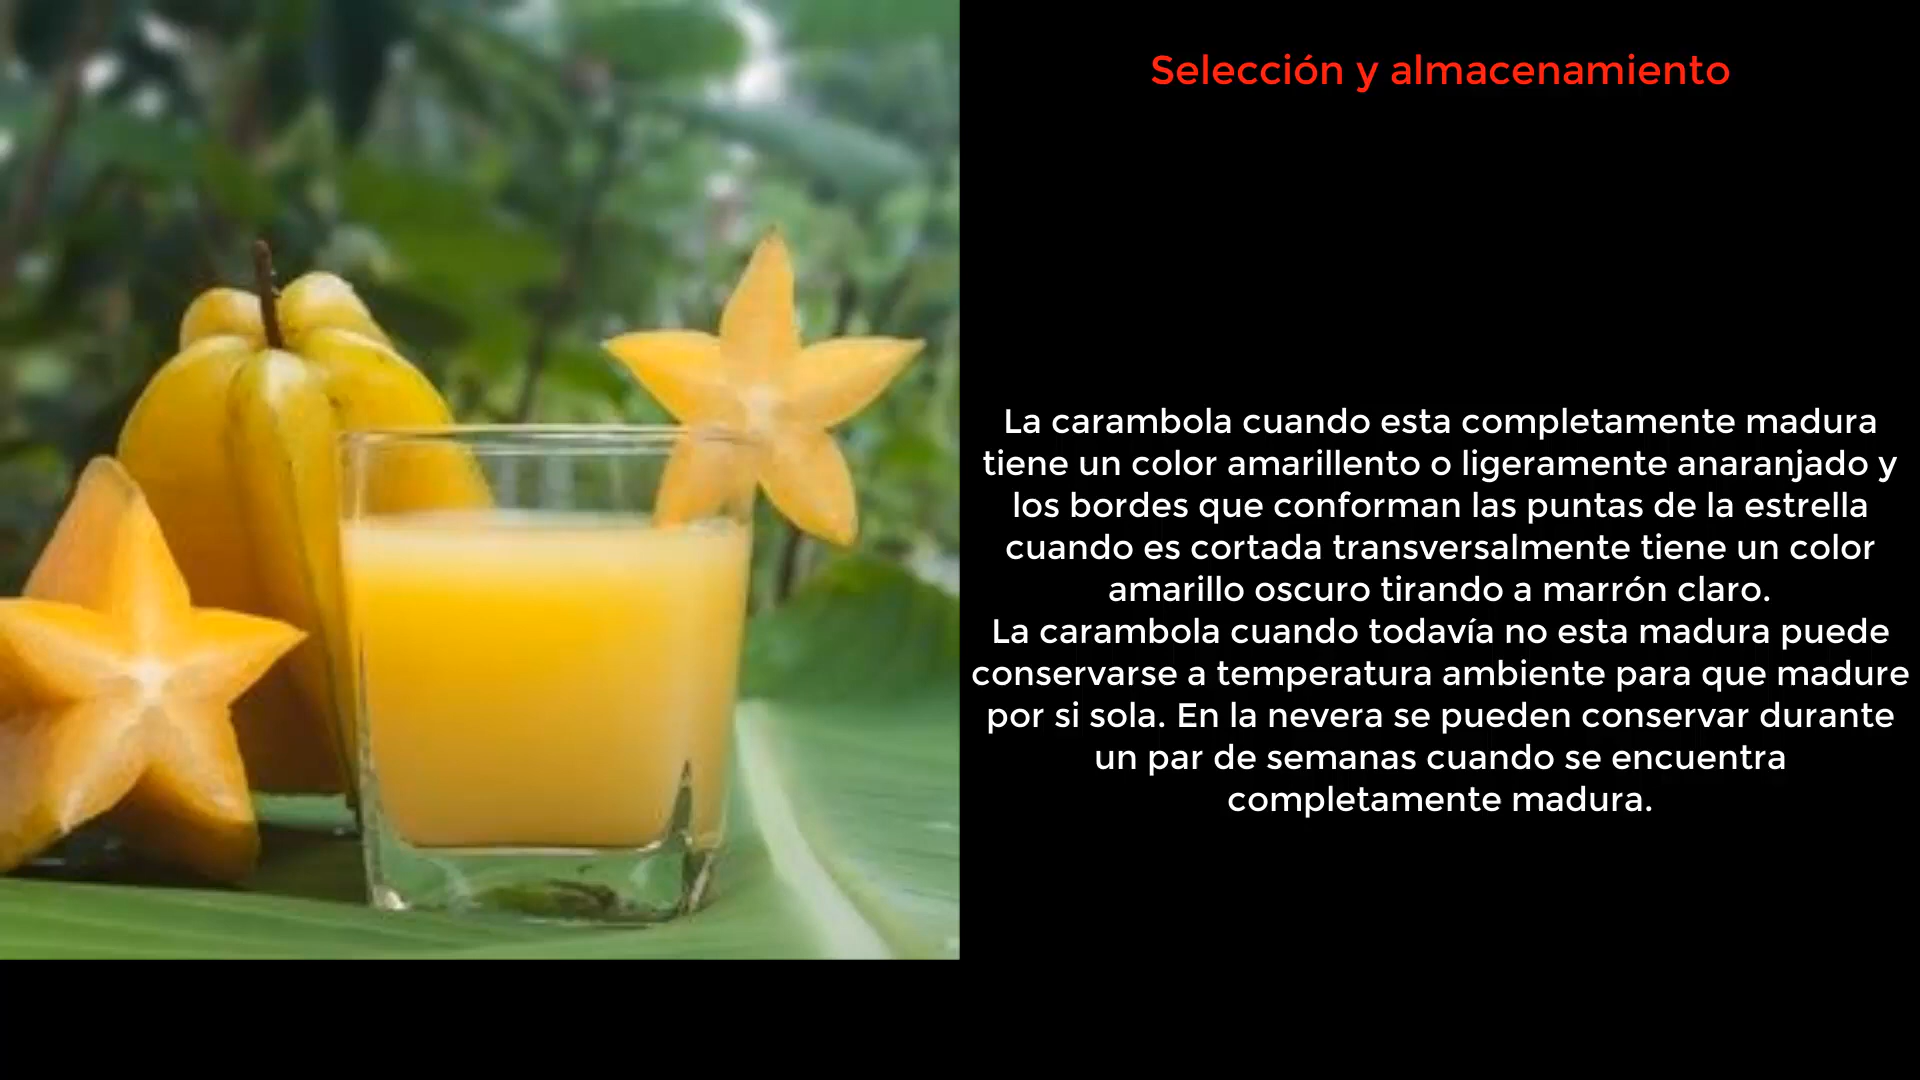 Selección y almacenamiento
La carambola cuando esta completamente madura
tiene un color amarillento o ligeramente anaranjado y
los bordes que conforman las puntas de la estrella
cuando es cortada transversalmente tiene un color
amarillo oscuro tirando a marrón claro.
La carambola cuando todavía no esta madura puede
conservarse a temperatura ambiente para que madure
por si sola. En la nevera se pueden conservar durante
un par de semanas cuando se encuentra
completamente madura.